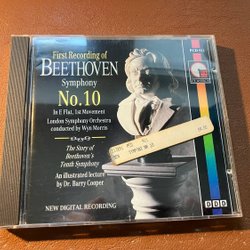 First Recording of
BEETHOVEN
Symphony
No.10
In E Flat, 1st Movement
London Symphony Orchestra
conducted by Wyn Morris
The Story of
Beethoven's
Tenth Symphony
An illustrated lecture
by Dr. Barry Cooper
NEW DIGITAL RECORDING
DDD